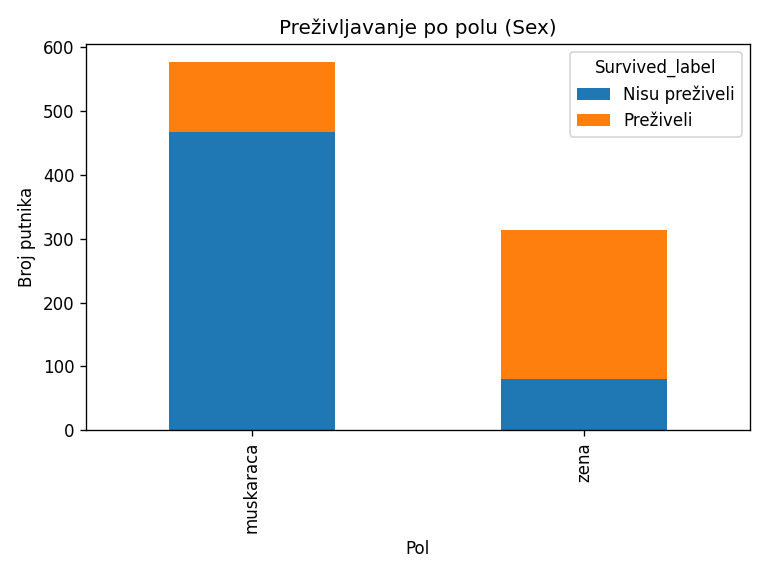 Preživljavanje po polu (Sex)
Survived_label
Nisu preživeli
Preživeli
Broj putnika
600
500
400
300
200
100
0
muskaraca
zena
Pol